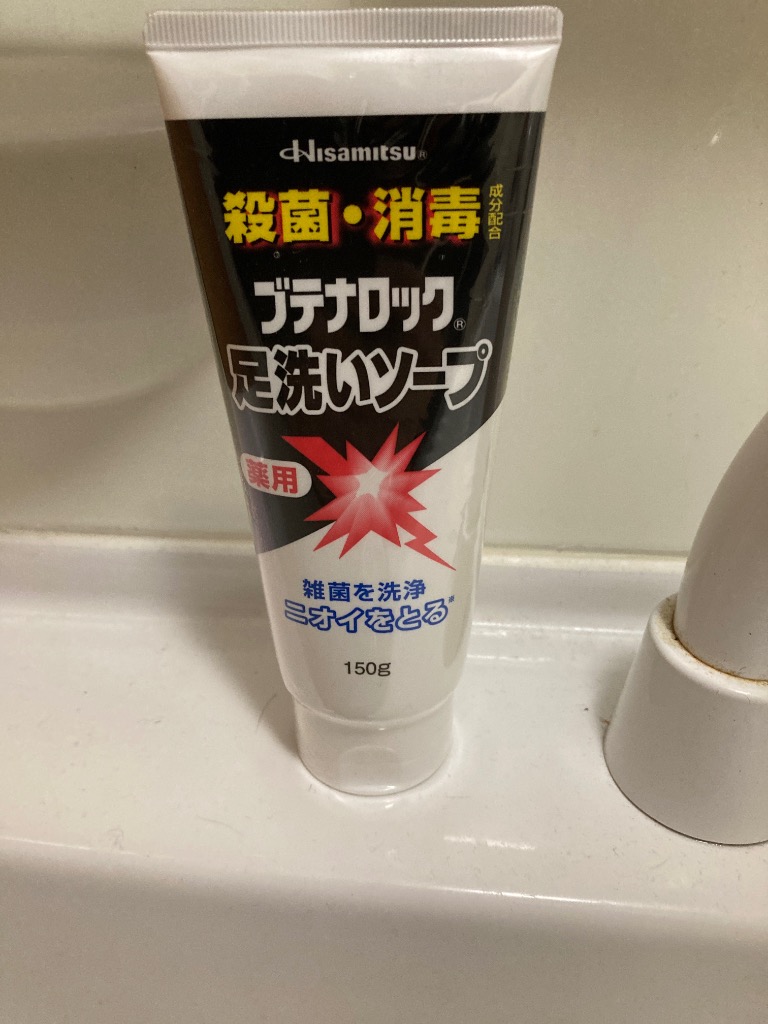 Hisamitsu®
殺菌・消毒成分配合
ブテナロック®
足洗いソープ
薬用
雑菌を洗浄
ニオイをとる※
150g